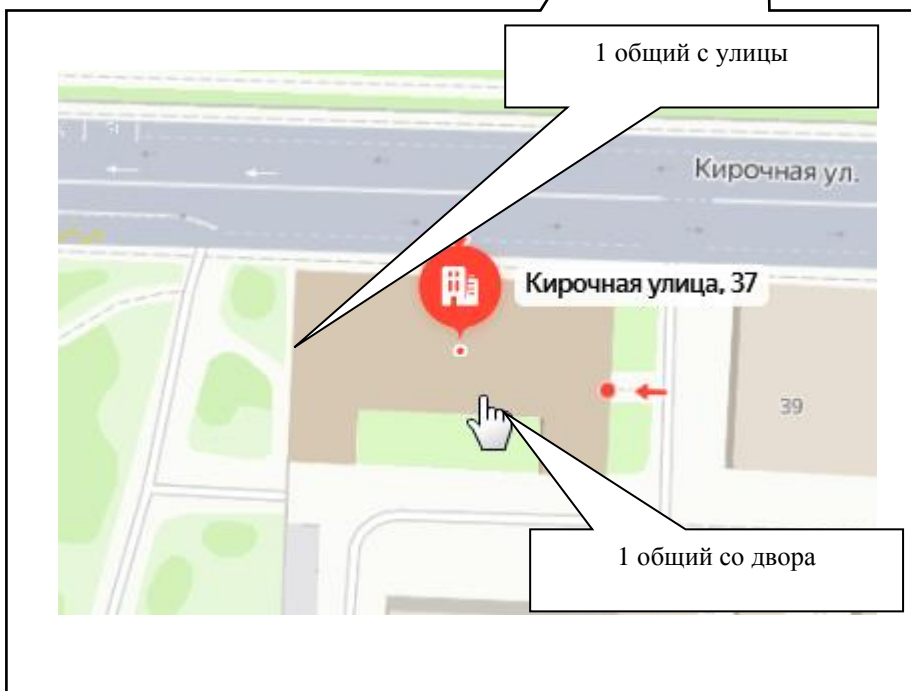 1 общий с улицы
Кирочная ул.
Кирочная улица, 37
39
1 общий со двора